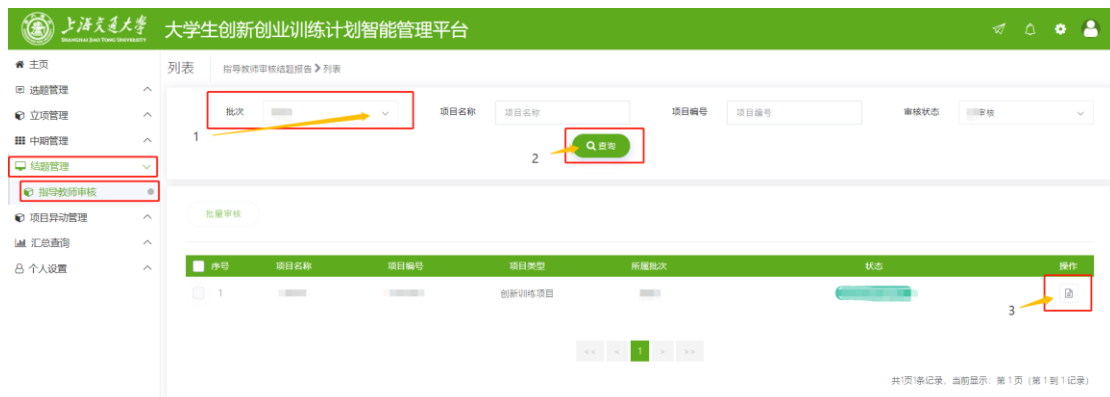 上海交通大学 大学生创新创业训练计划智能管理平台
SHANGHAI JIAO TONG UNIVERSITY
主页
选题管理
立项管理
中期管理
结题管理
指导教师审核
项目异动管理
汇总查询
个人设置
列表 指导教师审核结题报告 > 列表
批次 项目名称 项目名称 项目编号 项目编号 审核状态 审核
1
2 查询
批量审核
序号 项目名称 项目编号 项目类型 所属批次 状态 操作
1 创新训练项目
3
<< < 1 > >>
共1页1条记录, 当前显示: 第1页 (第1到1记录)